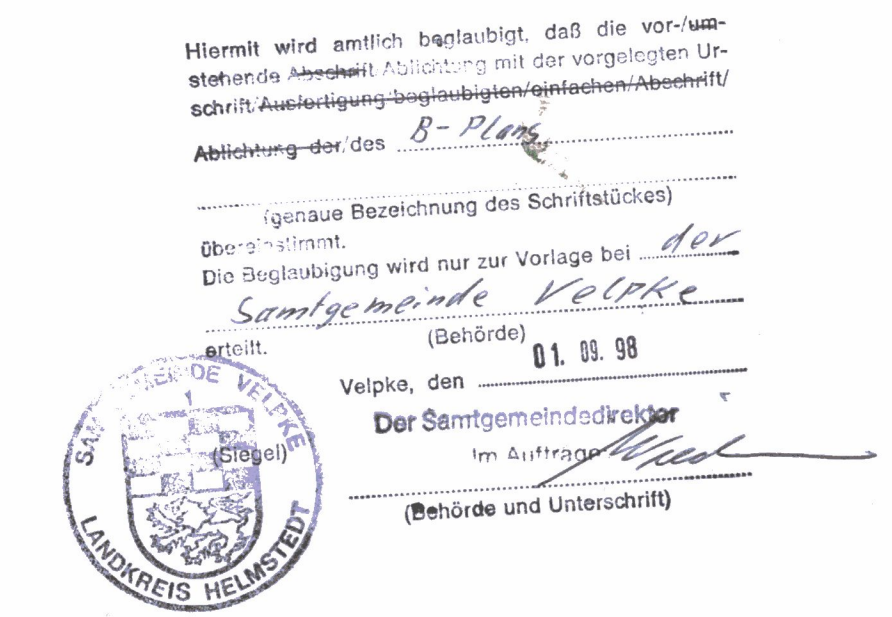 Hiermit wird amtlich beglaubigt, daß die vor-/um-
stehende Abschrift Ablichtung mit der vorgelegten Ur-
schrift/Ausfertigung/beglaubigten/einfachen/Abschrift/
Ablichtung der/des B-Plans
(genaue Bezeichnung des Schriftstückes)
übereinstimmt.
Die Beglaubigung wird nur zur Vorlage bei der
Samtgemeinde Velpke
(Behörde)
erteilt.
Velpke, den 01. 09. 98
Der Samtgemeindedirektor
Im Auftrage
(Siegel)
(Behörde und Unterschrift)
SAMTGEMEINDE VELPKE
LANDKREIS HELMSTEDT